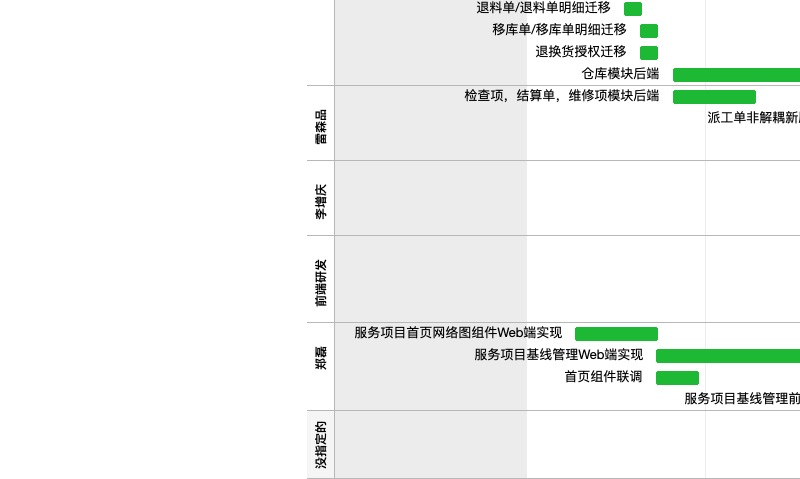 退料单/退料单明细迁移
移库单/移库单明细迁移
退换货授权迁移
仓库模块后端
检查项，结算单，维修项模块后端
派工单非解耦新
雷森品
李增庆
前端研发
服务项目首页网络图组件Web端实现
服务项目基线管理Web端实现
首页组件联调
服务项目基线管理前
郑磊
没指定的